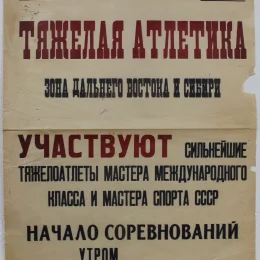 ТЯЖЕЛАЯ АТЛЕТИКА
ЗОНА ДАЛЬНЕГО ВОСТОКА И СИБИРИ
УЧАСТВУЮТ СИЛЬНЕЙШИЕ
ТЯЖЕЛОАТЛЕТЫ МАСТЕРА МЕЖДУНАРОДНОГО
КЛАССА И МАСТЕРА СПОРТА СССР
НАЧАЛО СОРЕВНОВАНИЙ
УТРОМ